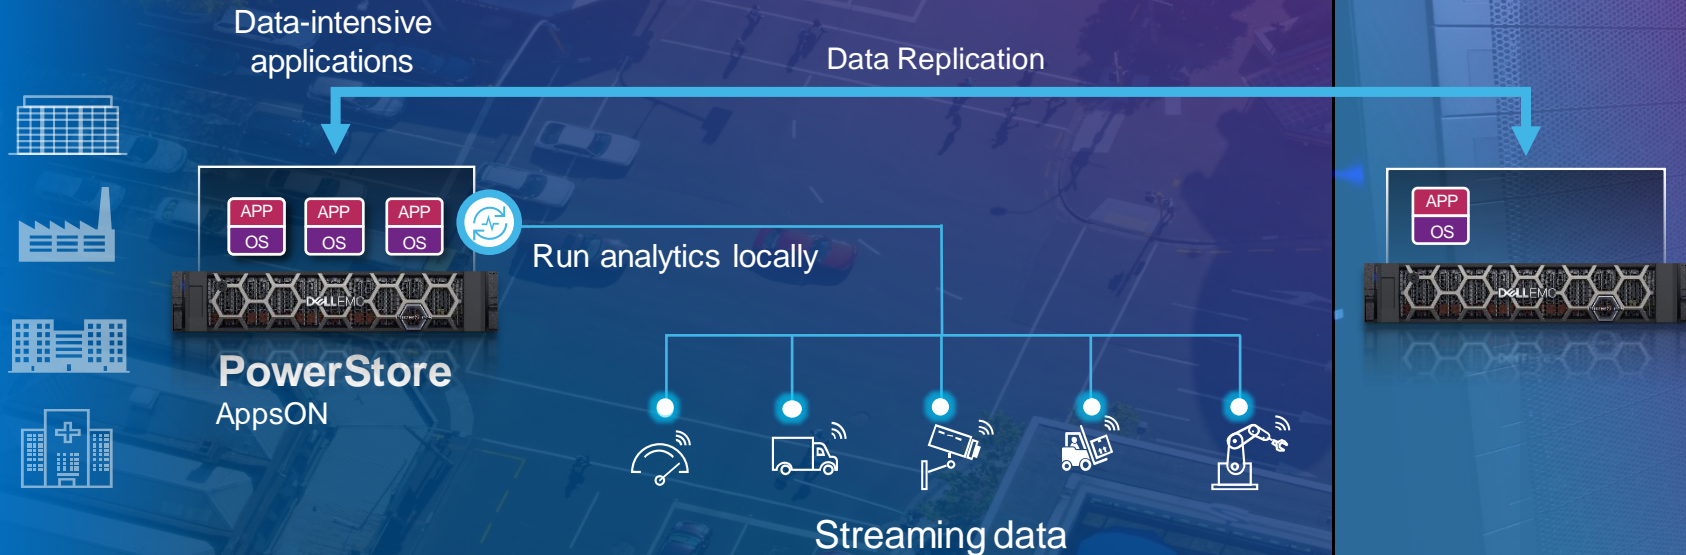 Data-intensive
applications
Data Replication
APP
OS
APP
OS
APP
OS
APP
OS
Run analytics locally
DELLEMC
DELLEMC
PowerStore
AppsON
Streaming data